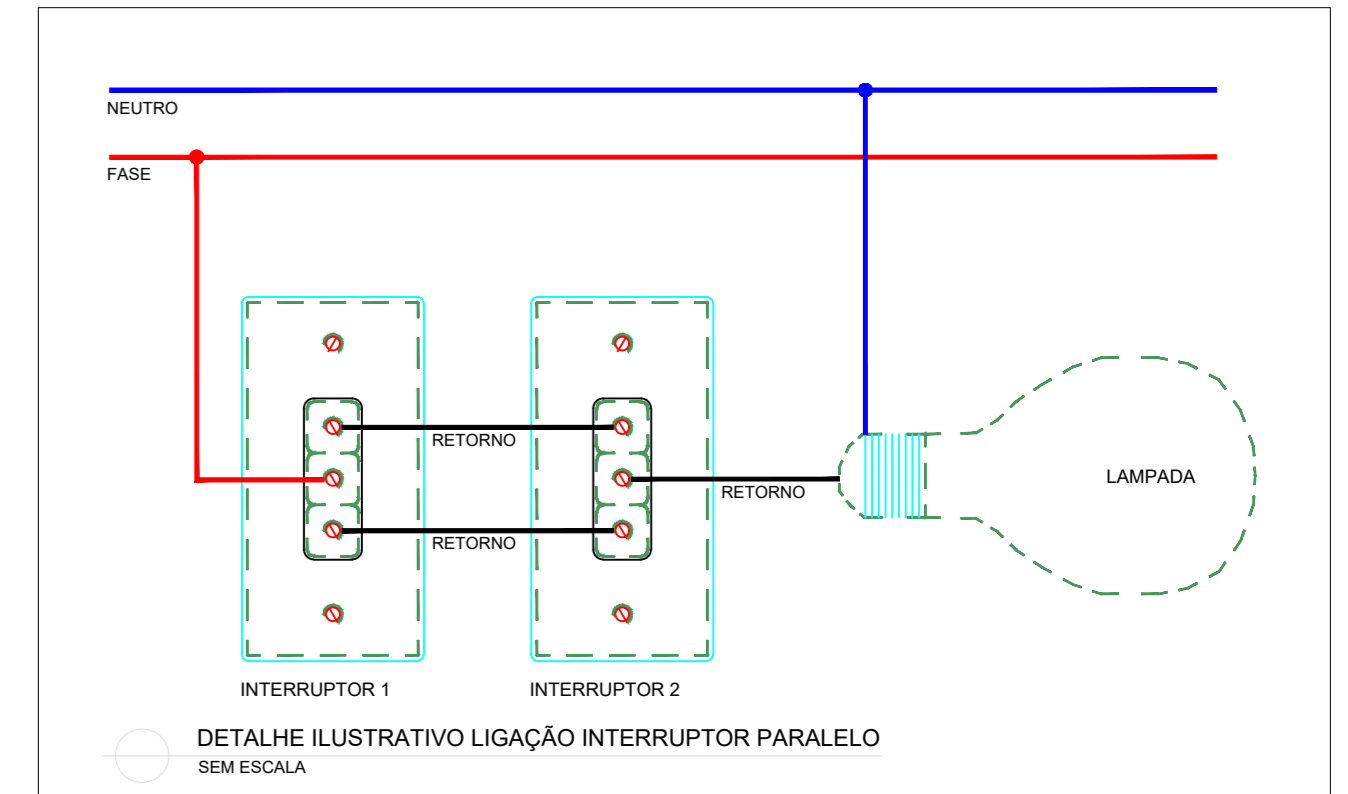 NEUTRO
FASE
RETORNO
RETORNO
LAMPADA
RETORNO
INTERRUPTOR 1
INTERRUPTOR 2
DETALHE ILUSTRATIVO LIGAÇÃO INTERRUPTOR PARALELO
SEM ESCALA